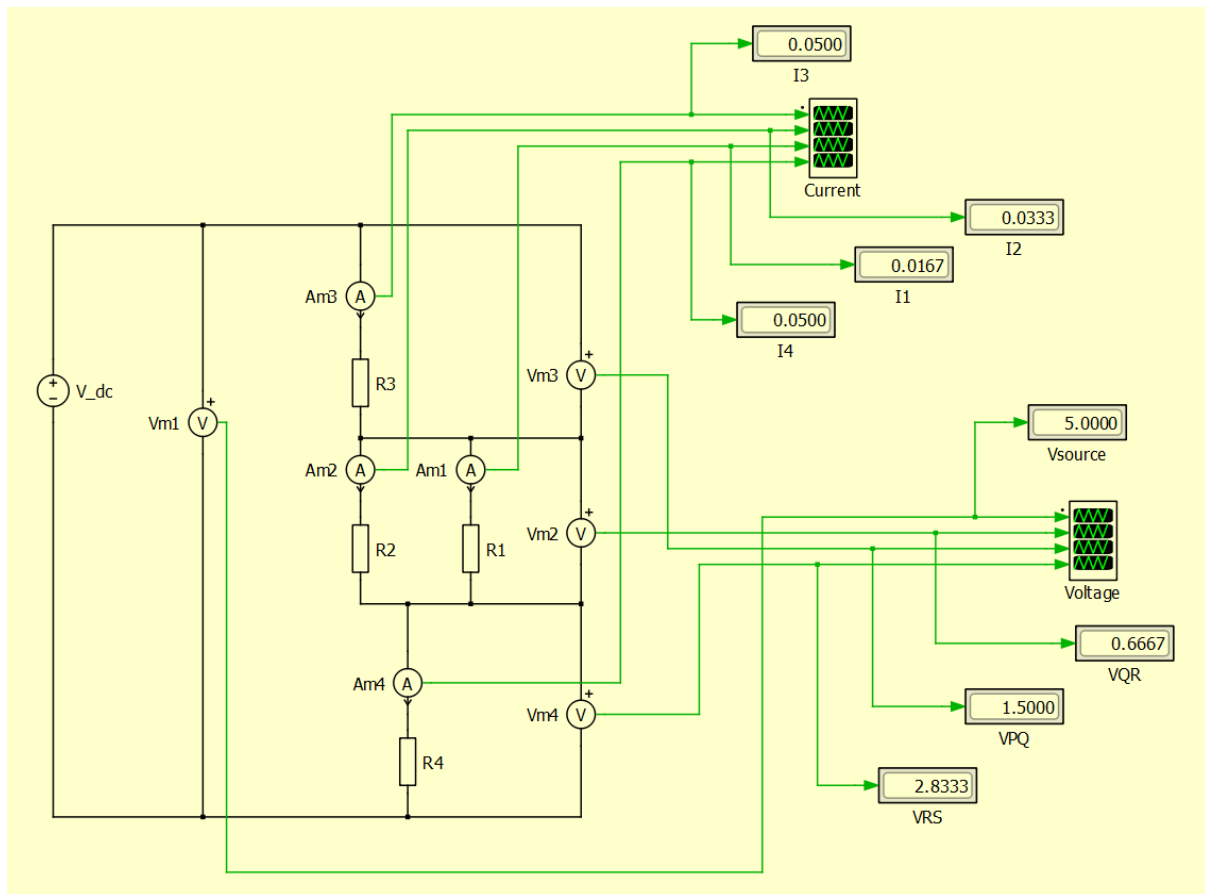 0.0500
I3
Current
0.0333
I2
0.0167
I1
0.0500
I4
Am3 A
R3
Vm3 V +
V_dc + −
Vm1 V +
Am2 A
Am1 A
R2
R1
Vm2 V +
Am4 A
Vm4 V +
R4
5.0000
Vsource
Voltage
0.6667
VQR
1.5000
VPQ
2.8333
VRS